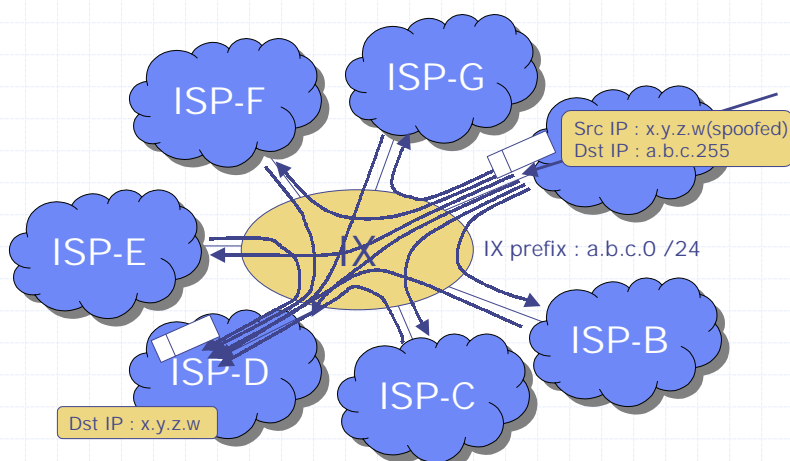 ISP-G
ISP-F
Src IP : x.y.z.w(spoofed)
Dst IP : a.b.c.255
ISP-E
IX
IX prefix : a.b.c.0 /24
ISP-B
ISP-D
ISP-C
Dst IP : x.y.z.w